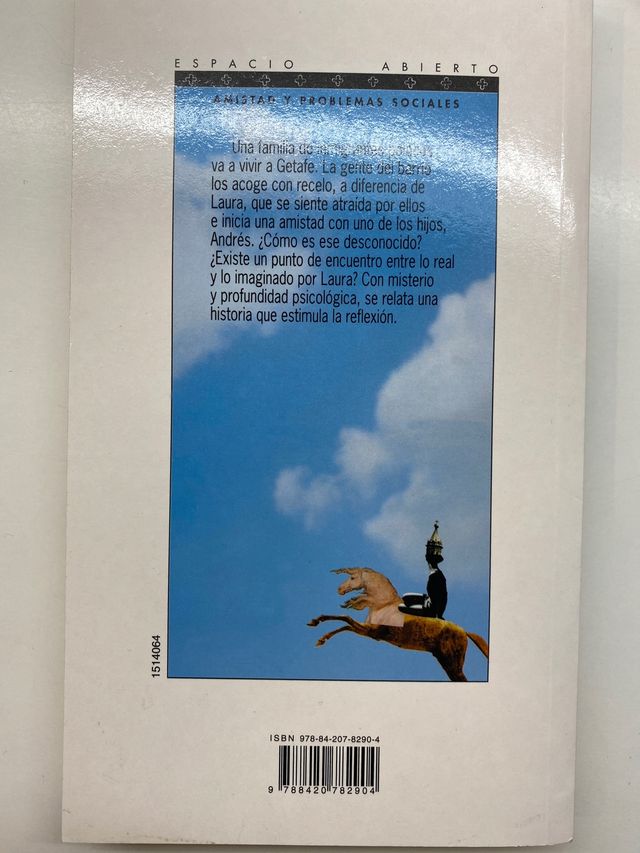 ESPACIO ABIERTO
AMISTAD Y PROBLEMAS SOCIALES
Una familia de
va a vivir a Getafe. La gente del barrio
los acoge con recelo, a diferencia de
Laura, que se siente atraída por ellos
e inicia una amistad con uno de los hijos,
Andrés. ¿Cómo es ese desconocido?
¿Existe un punto de encuentro entre lo real
y lo imaginado por Laura? Con misterio
y profundidad psicológica, se relata una
historia que estimula la reflexión.
1514064
ISBN 978-84-207-8290-4
9 788420 782904